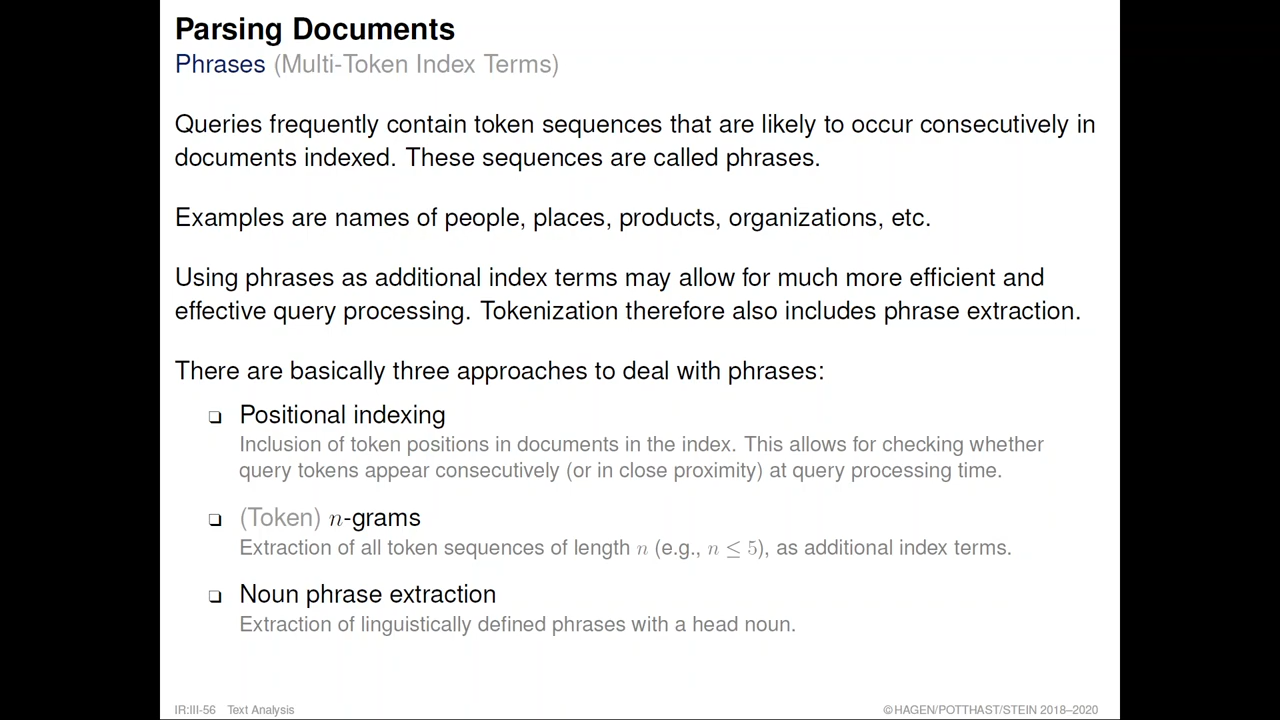 Parsing Documents
Phrases (Multi-Token Index Terms)
Queries frequently contain token sequences that are likely to occur consecutively in
documents indexed. These sequences are called phrases.
Examples are names of people, places, products, organizations, etc.
Using phrases as additional index terms may allow for much more efficient and
effective query processing. Tokenization therefore also includes phrase extraction.
There are basically three approaches to deal with phrases:
❑ Positional indexing
Inclusion of token positions in documents in the index. This allows for checking whether
query tokens appear consecutively (or in close proximity) at query processing time.
❑ (Token) n-grams
Extraction of all token sequences of length n (e.g., n ≤ 5), as additional index terms.
❑ Noun phrase extraction
Extraction of linguistically defined phrases with a head noun.
IR:III-56 Text Analysis ©HAGEN/POTTHAST/STEIN 2018–2020